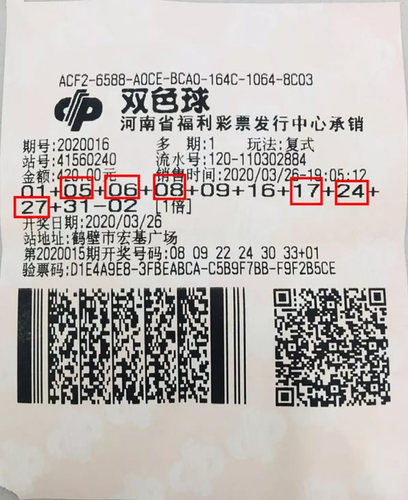 ACF2-6588-A0CE-BCA0-164C-1064-8C03
双色球
河南省福利彩票发行中心承销
期号:2020016 多 期:1 玩法:复式
站号:41560240 流水号:120-110302884
金额:420.00元 销售时间:2020/03/26-19:05:12
01+05+06+08+09+16+17+24+
27+31-02 [1倍]
开奖日期:2020/03/26
站地址:鹤壁市宏基广场
第2020015期开奖号码:08 09 22 24 30 33+01
验票码:D1E4A9E8-3FBEABCA-C5B9F7BB-F9F2B5CE